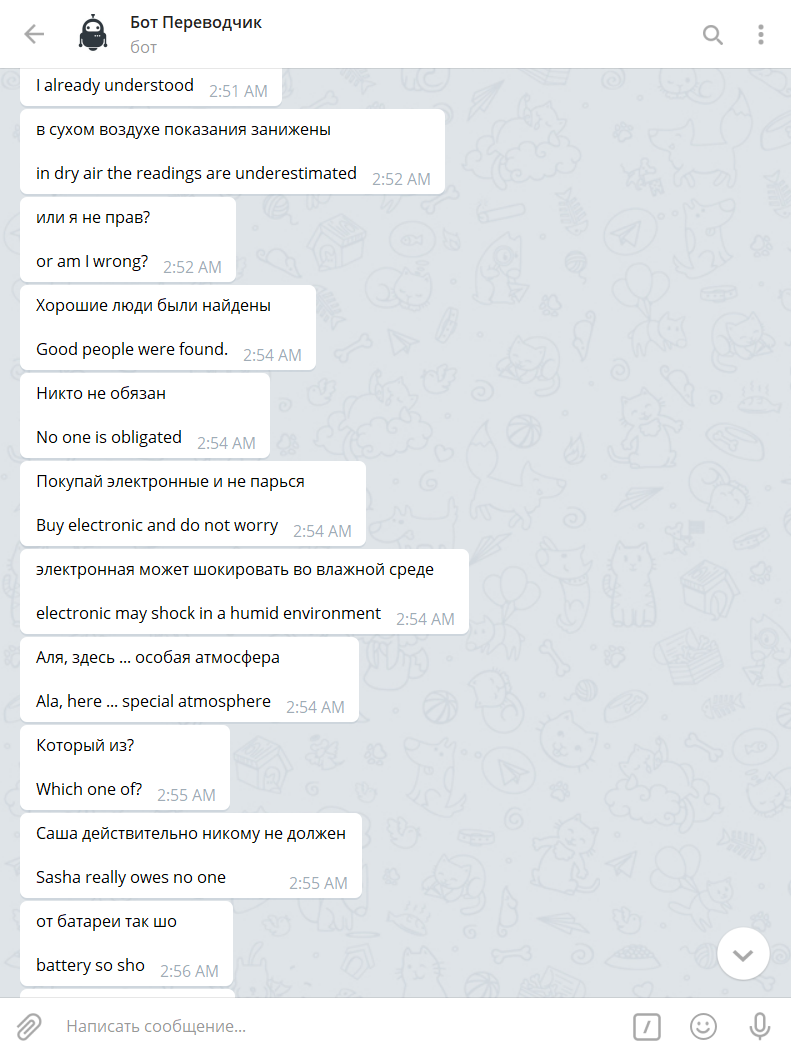 Бот Переводчик
бот
I already understood 2:51 AM
в сухом воздухе показания занижены
in dry air the readings are underestimated 2:52 AM
или я не прав?
or am I wrong? 2:52 AM
Хорошие люди были найдены
Good people were found. 2:54 AM
Никто не обязан
No one is obligated 2:54 AM
Покупай электронные и не парься
Buy electronic and do not worry 2:54 AM
электронная может шокировать во влажной среде
electronic may shock in a humid environment 2:54 AM
Аля, здесь ... особая атмосфера
Ala, here ... special atmosphere 2:54 AM
Который из?
Which one of? 2:55 AM
Саша действительно никому не должен
Sasha really owes no one 2:55 AM
от батареи так шо
battery so sho 2:56 AM
Написать сообщение...